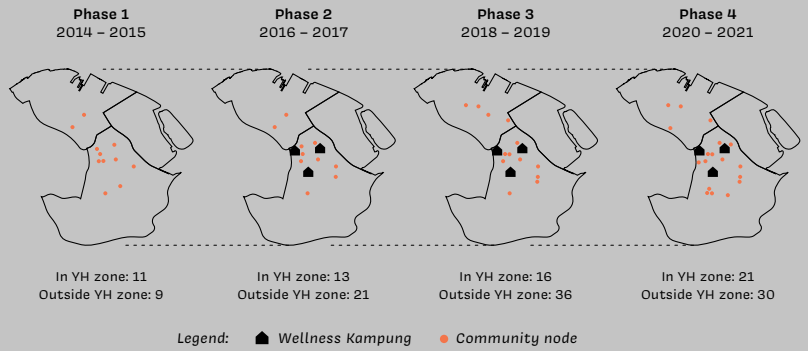 Phase 1
2014 – 2015
Phase 2
2016 – 2017
Phase 3
2018 – 2019
Phase 4
2020 – 2021
In YH zone: 11
Outside YH zone: 9
In YH zone: 13
Outside YH zone: 21
In YH zone: 16
Outside YH zone: 36
In YH zone: 21
Outside YH zone: 30
Legend: Wellness Kampung Community node